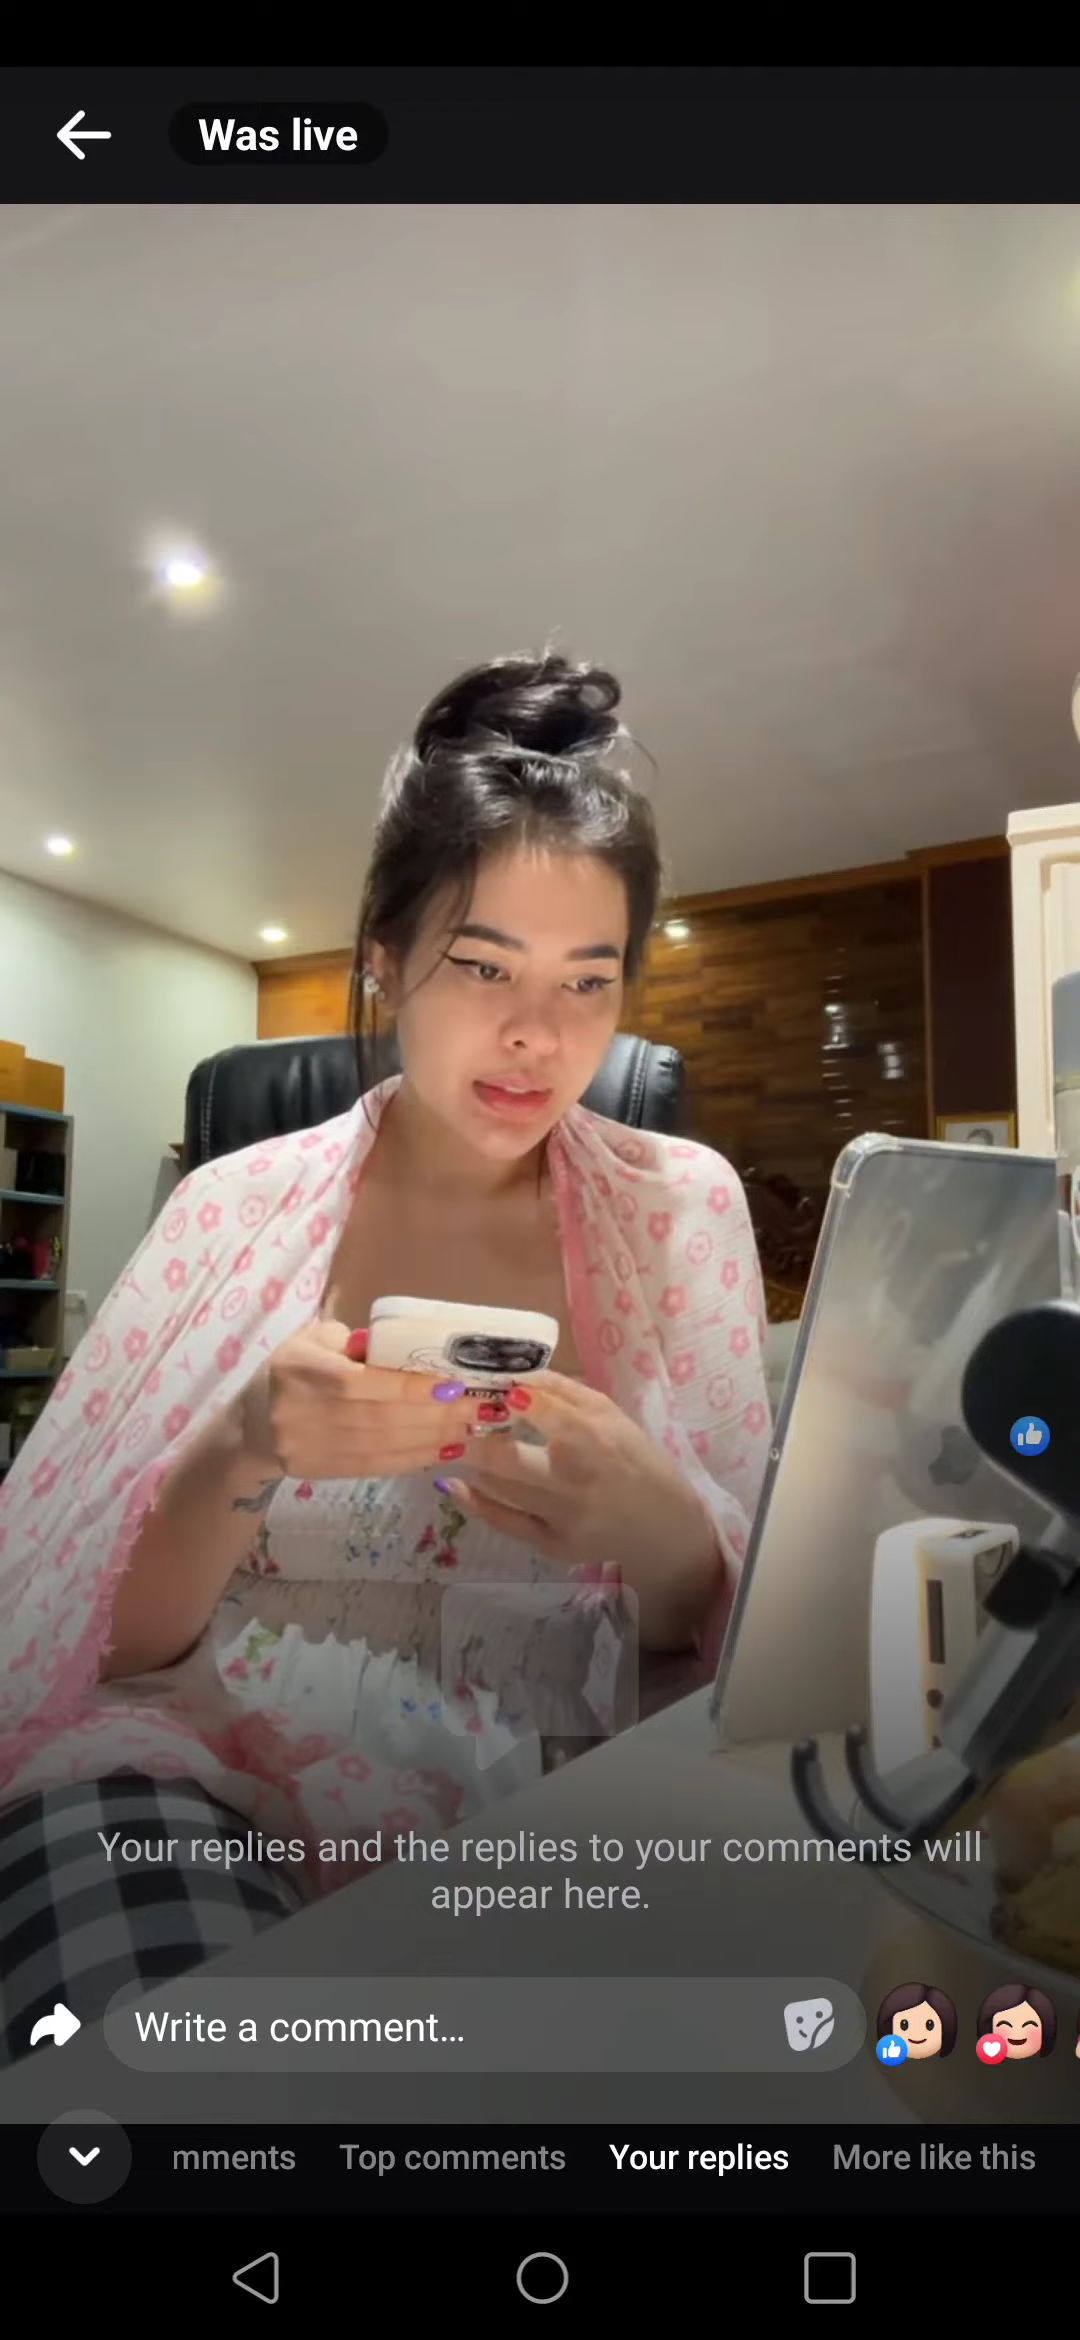 Was live
Your replies and the replies to your comments will
appear here.
Write a comment...
mments Top comments Your replies More like this